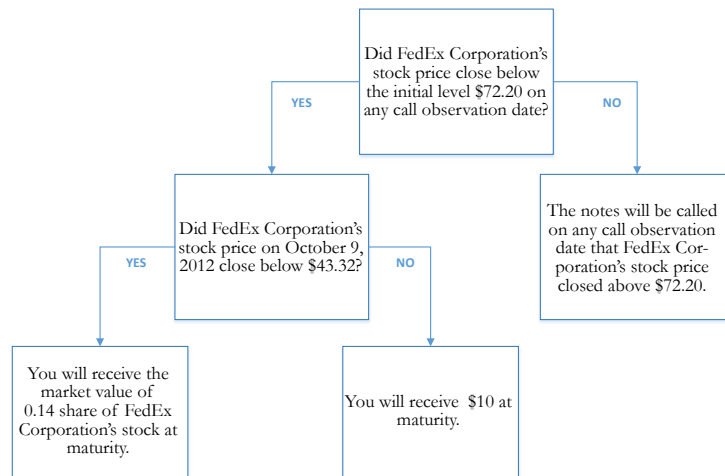 Did FedEx Corporation's
stock price close below
the initial level $72.20 on
any call observation date?
YES
NO
Did FedEx Corporation's
stock price on October 9,
2012 close below $43.32?
The notes will be called
on any call observation
date that FedEx Cor-
poration's stock price
closed above $72.20.
YES
NO
You will receive the
market value of
0.14 share of FedEx
Corporation's stock at
maturity.
You will receive $10 at
maturity.